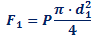 F₁ = P π · d₁² / 4